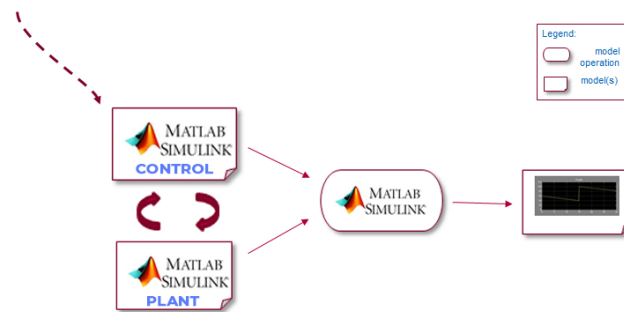 Legend:
model
operation
model(s)
MATLAB
SIMULINK
CONTROL
MATLAB
SIMULINK
MATLAB
SIMULINK
PLANT